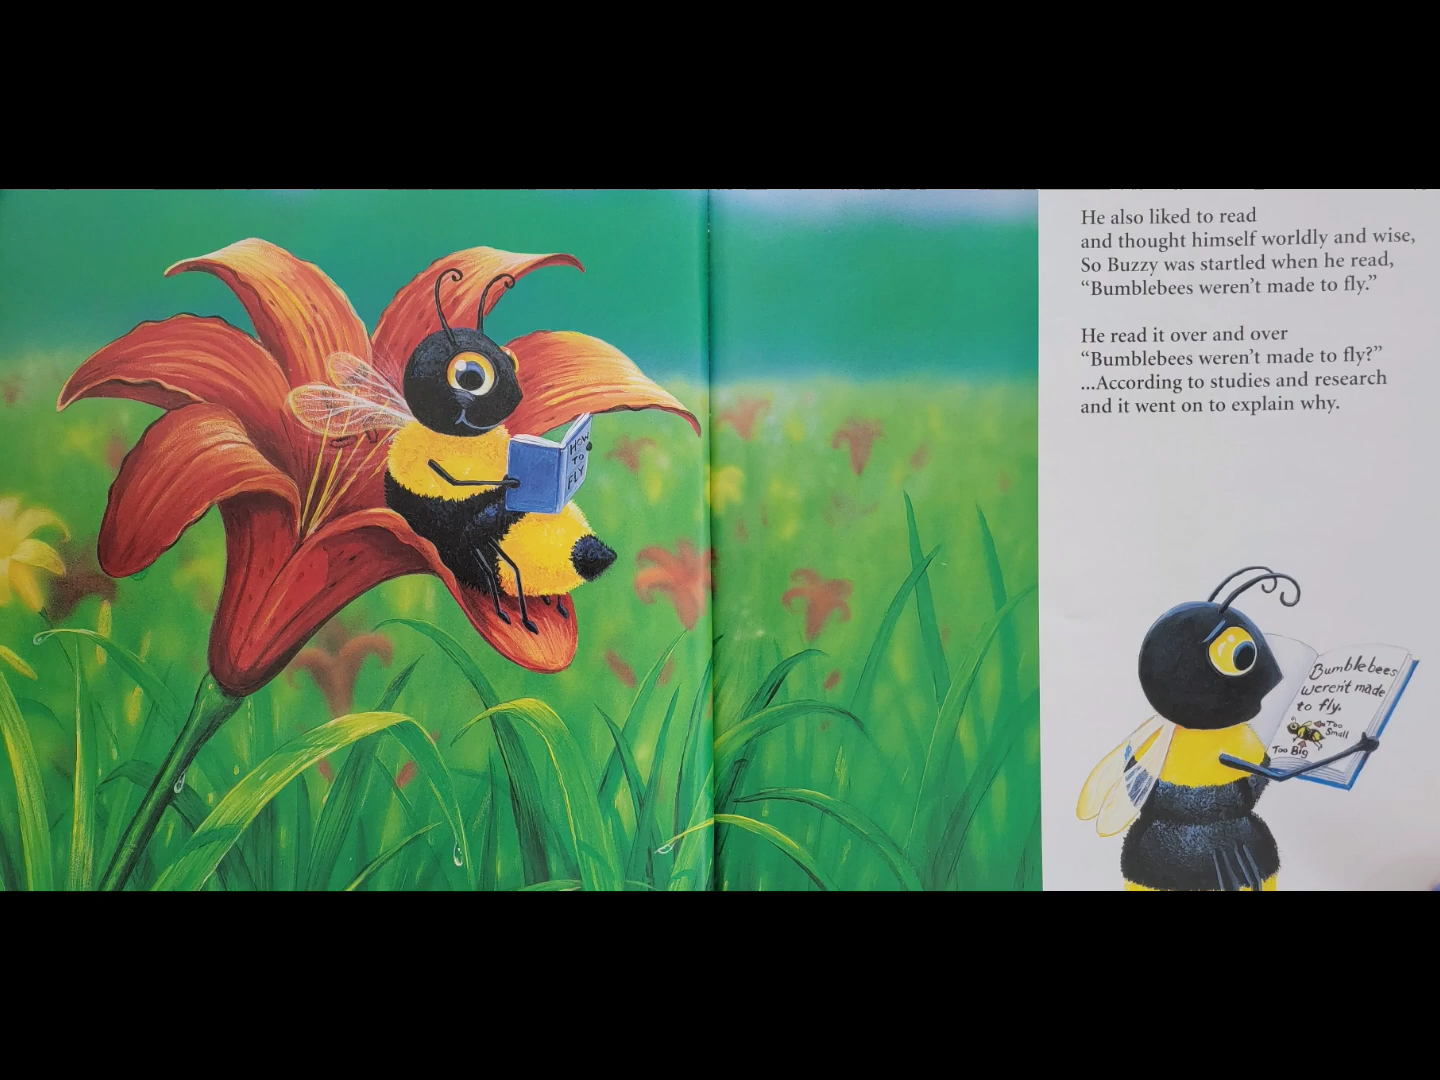 HOW
TO
FLY
He also liked to read
and thought himself worldly and wise,
So Buzzy was startled when he read,
“Bumblebees weren’t made to fly.”
He read it over and over
“Bumblebees weren’t made to fly?”
...According to studies and research
and it went on to explain why.
Bumblebees
weren't made
to fly.
Too
Small
Too Big